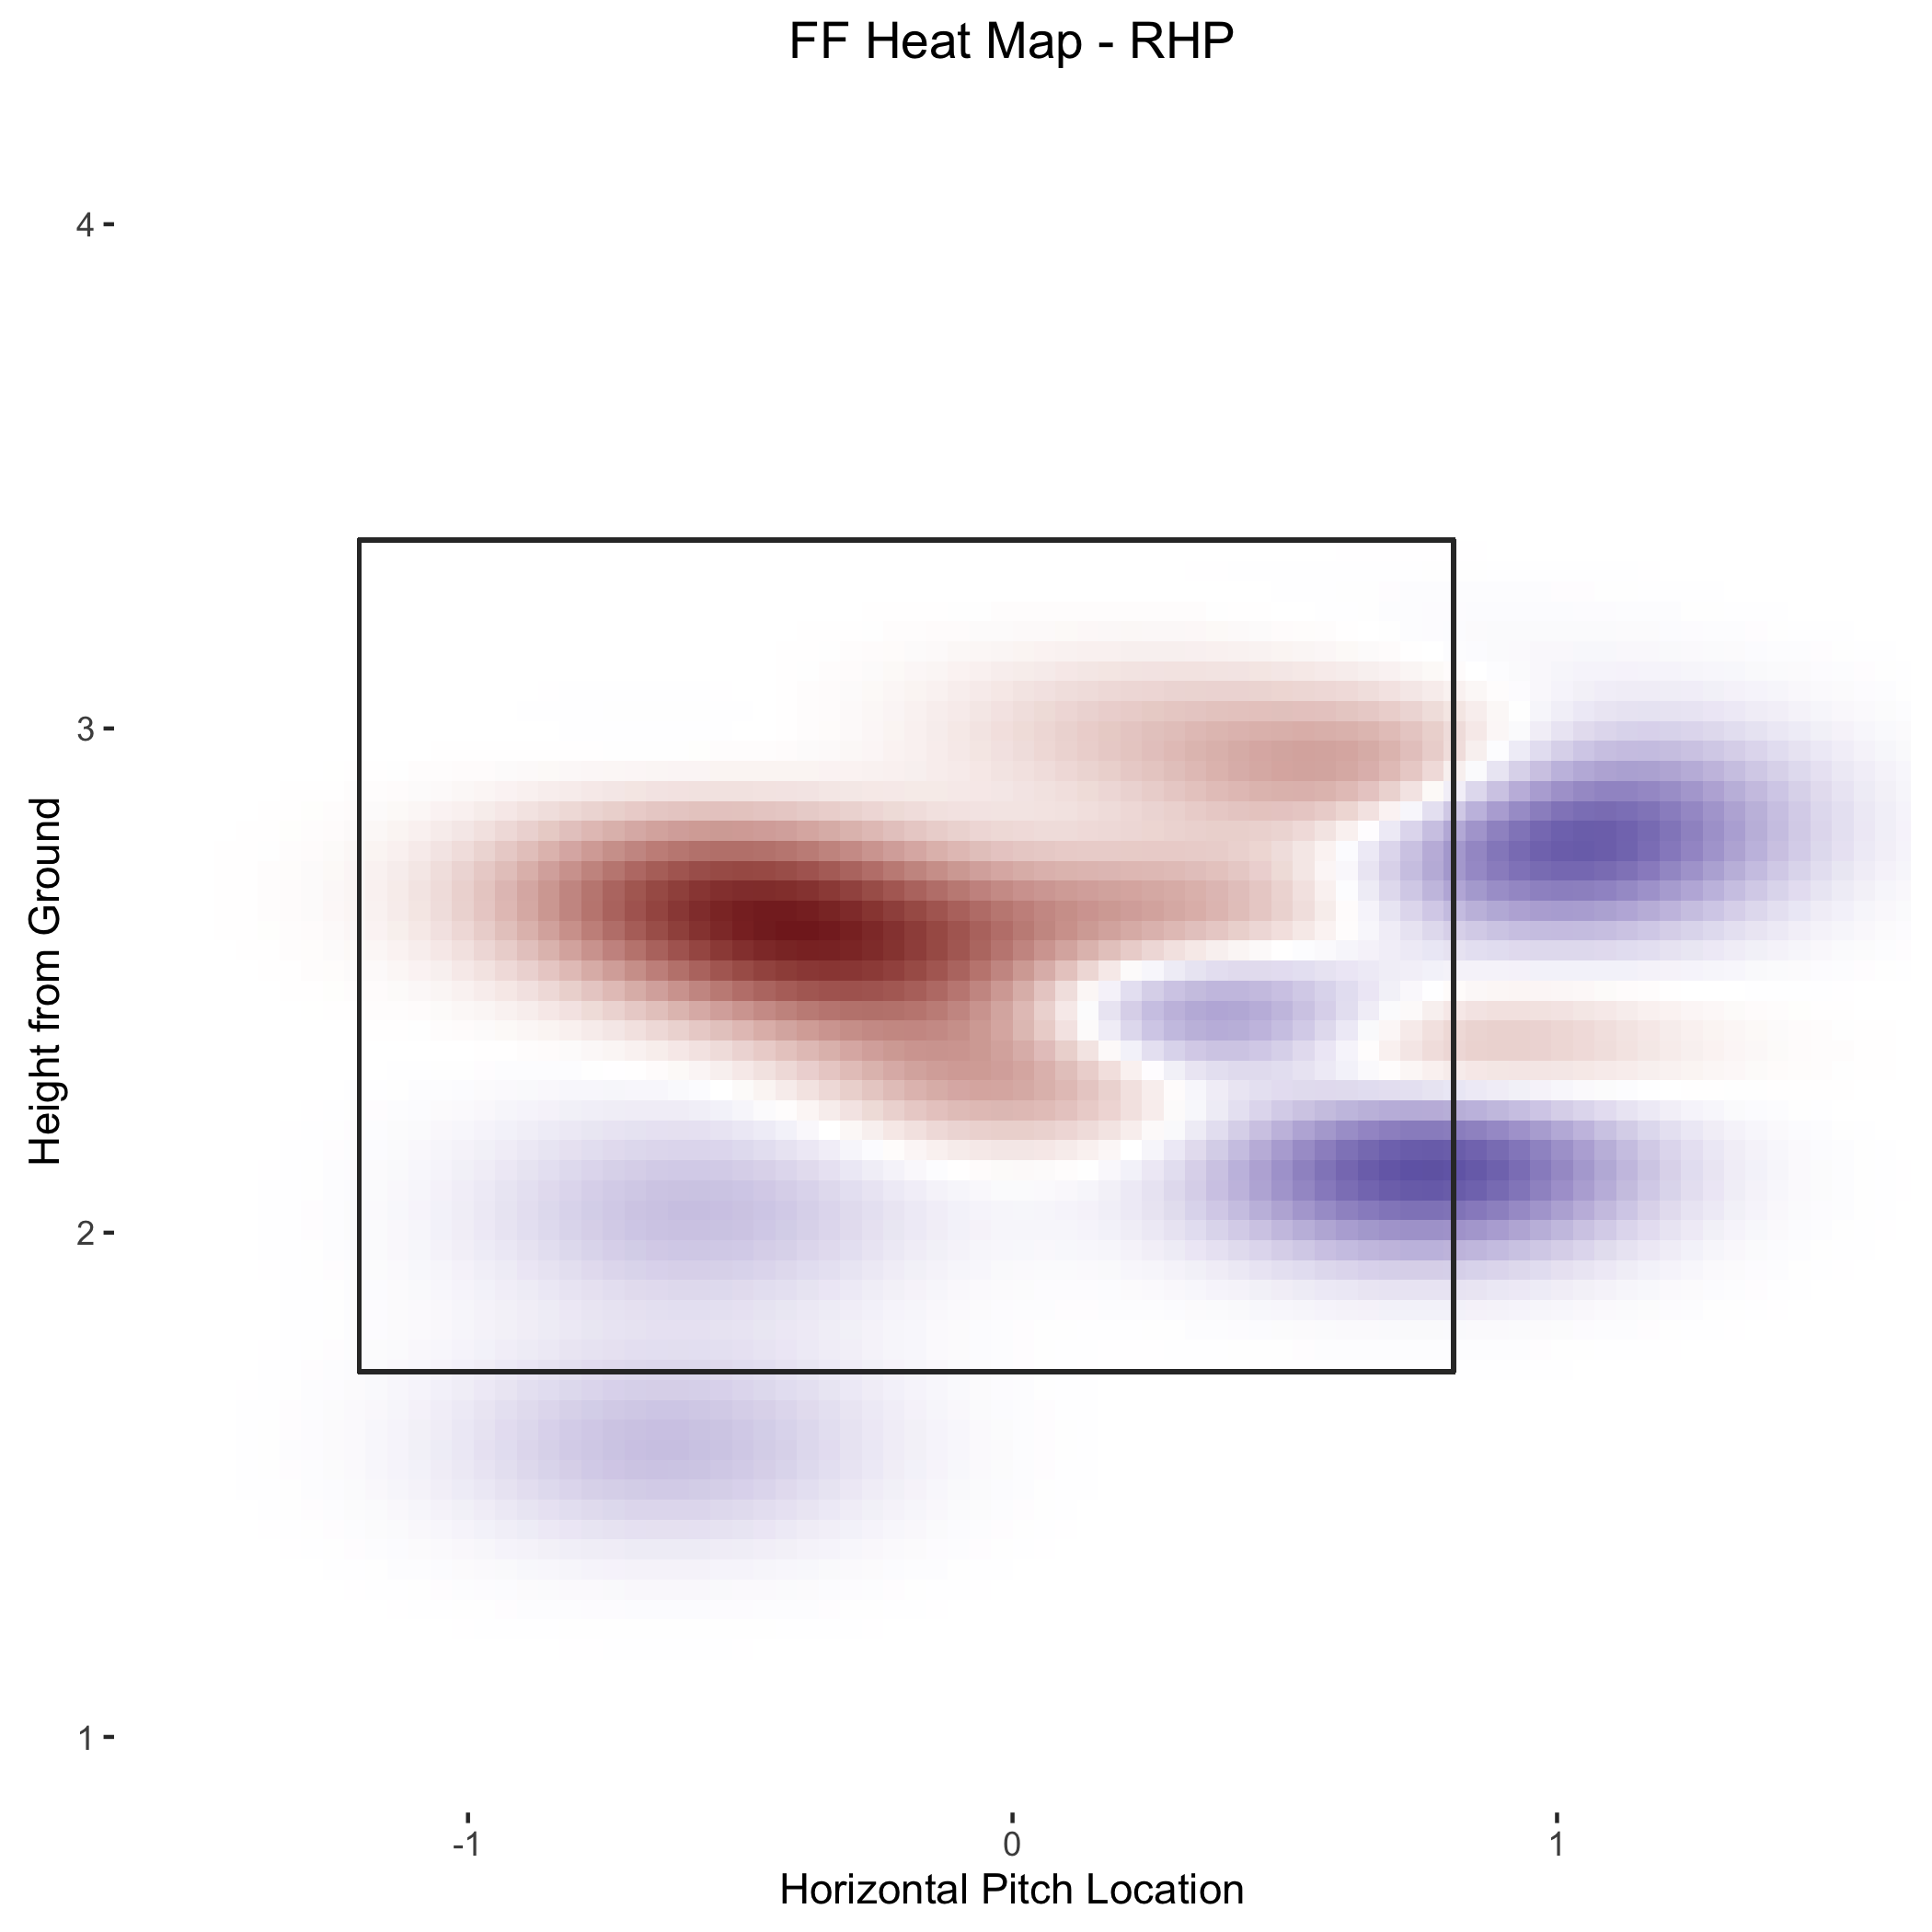 FF Heat Map - RHP
4
3
2
1
Height from Ground
-1 0 1
Horizontal Pitch Location